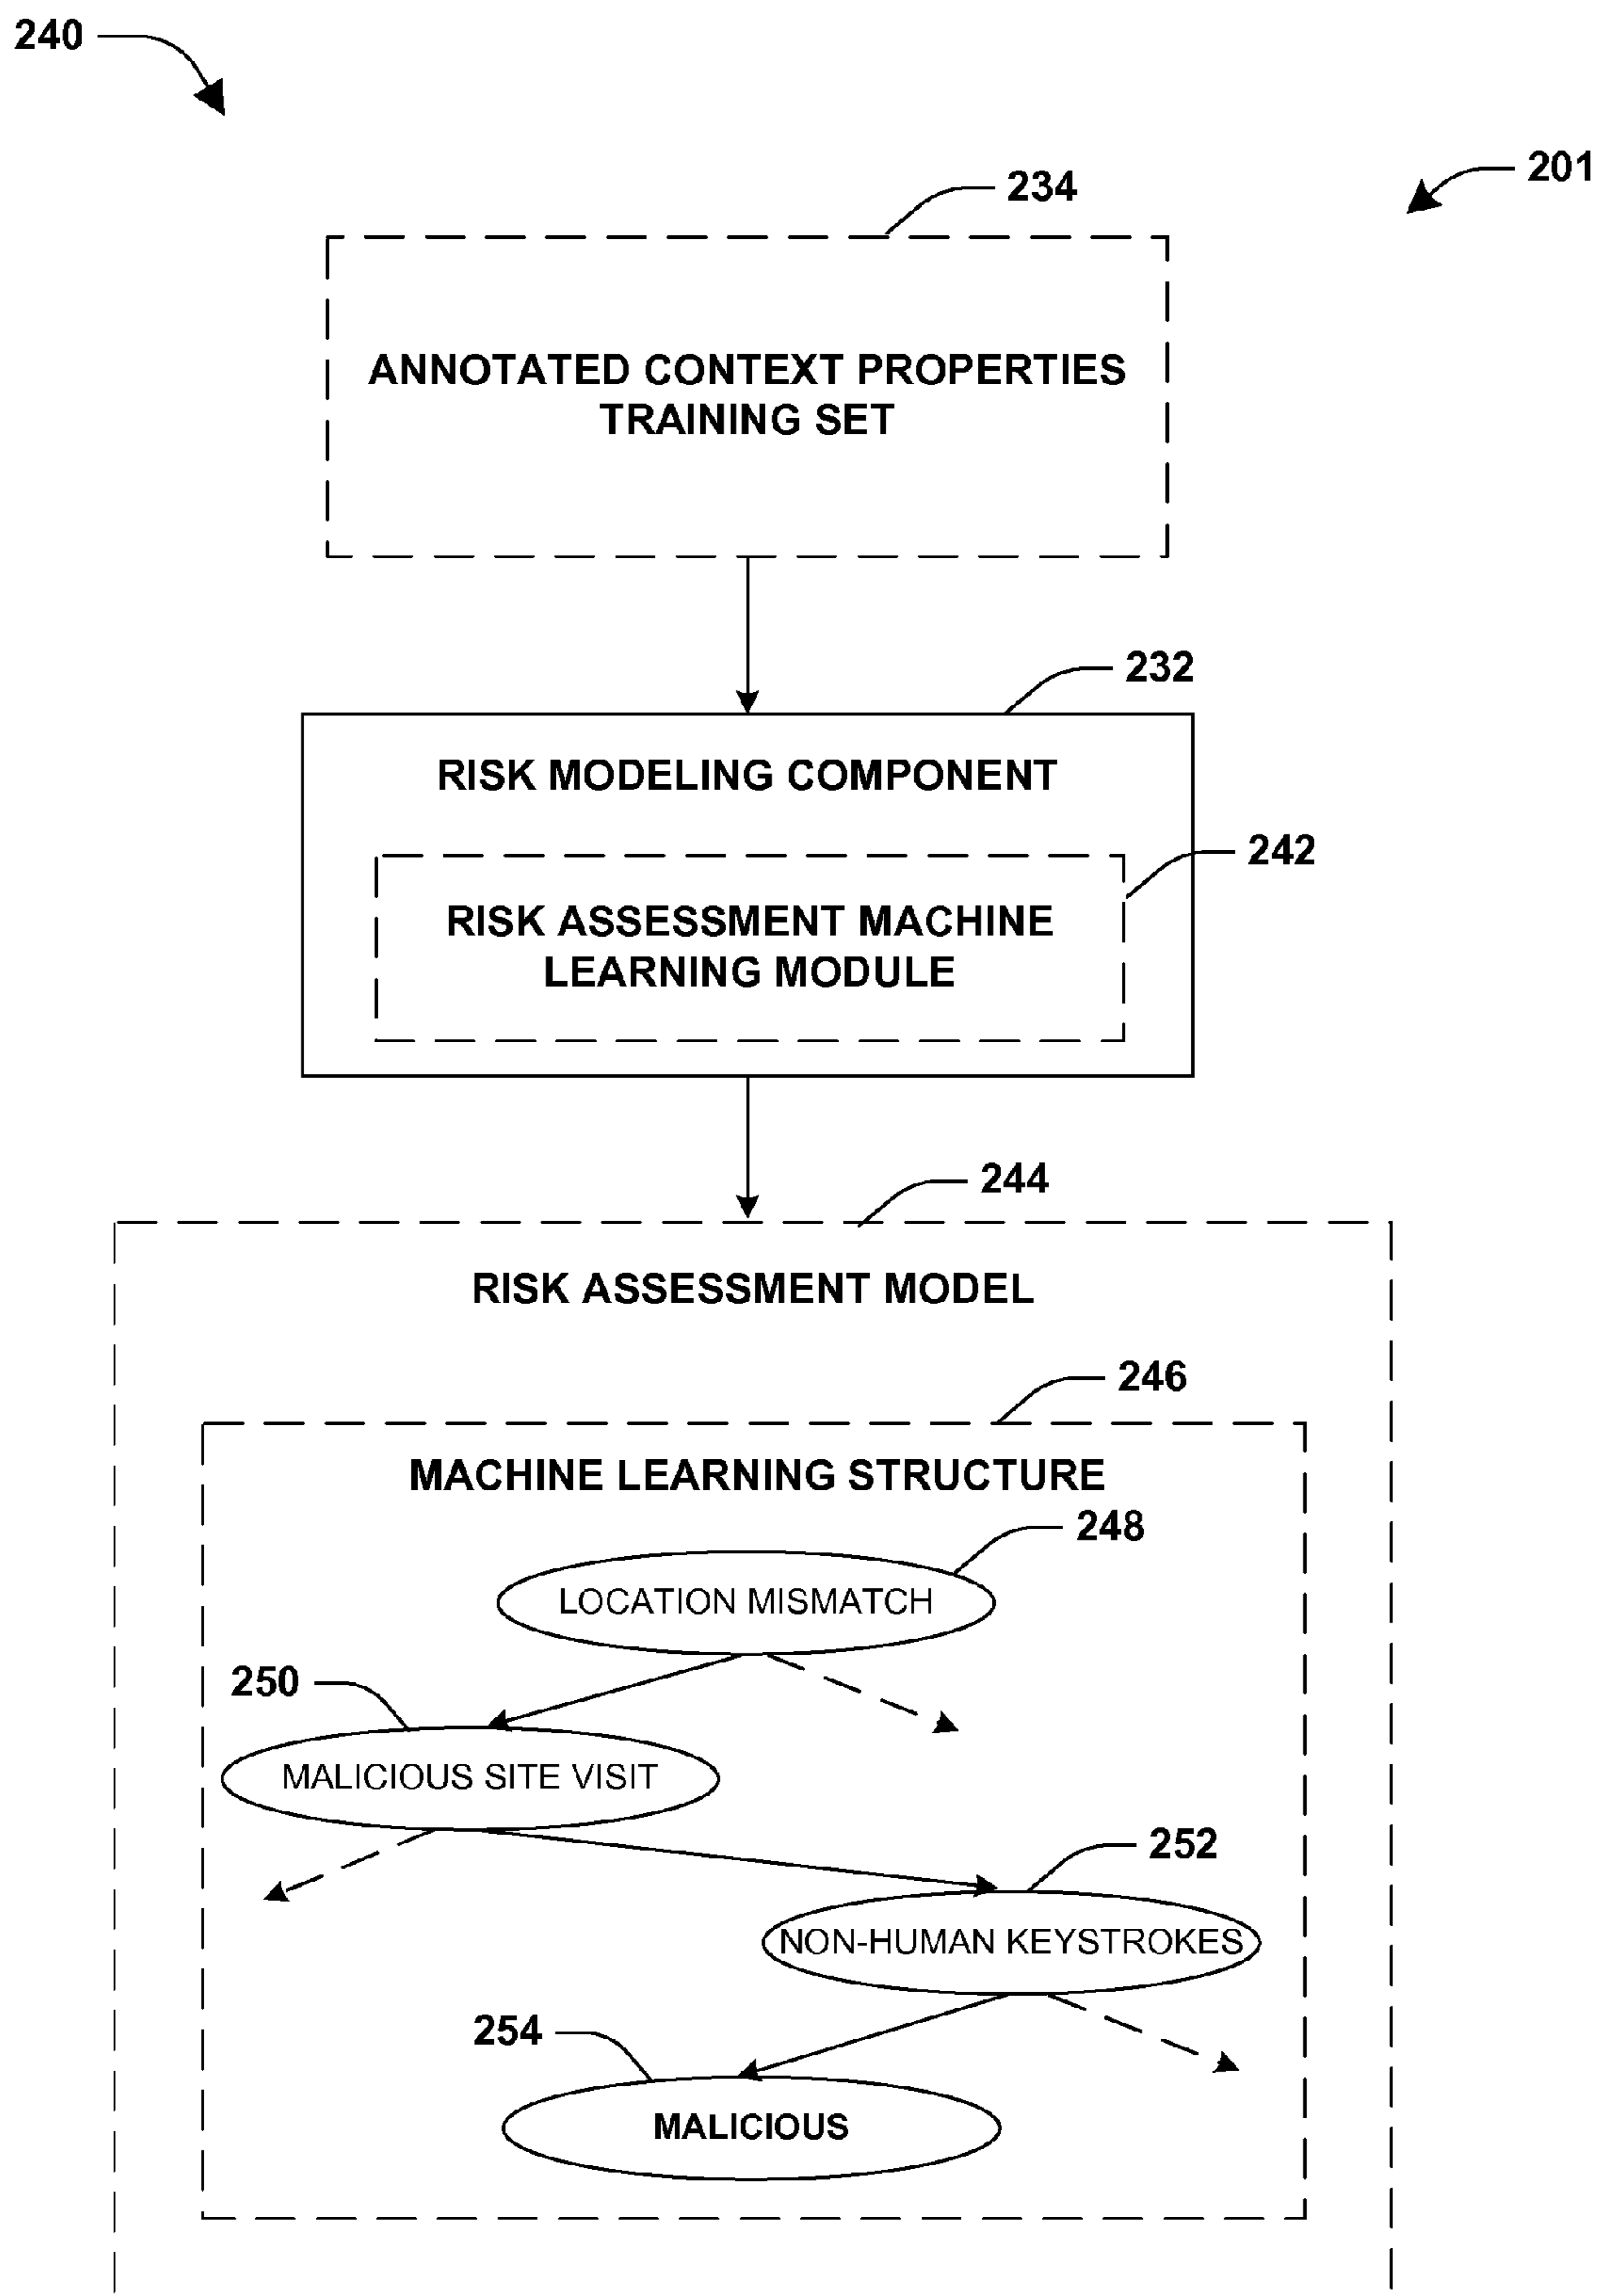 240
201
234
ANNOTATED CONTEXT PROPERTIES
TRAINING SET
232
RISK MODELING COMPONENT
242
RISK ASSESSMENT MACHINE
LEARNING MODULE
244
RISK ASSESSMENT MODEL
246
MACHINE LEARNING STRUCTURE
248
LOCATION MISMATCH
250
MALICIOUS SITE VISIT
252
NON-HUMAN KEYSTROKES
254
MALICIOUS